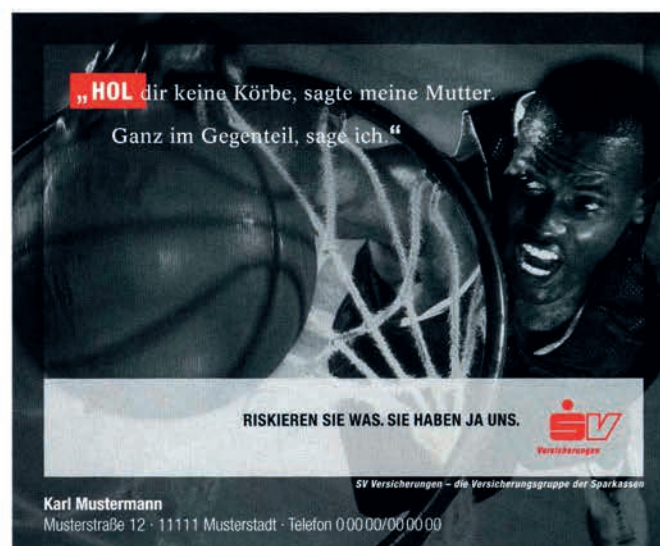 „HOL dir keine Körbe, sagte meine Mutter.
Ganz im Gegenteil, sage ich.“
RISKIEREN SIE WAS. SIE HABEN JA UNS.
SV
Versicherungen
SV Versicherungen – die Versicherungsgruppe der Sparkassen
Karl Mustermann
Musterstraße 12 · 11111 Musterstadt · Telefon 0 00 00/00 00 00